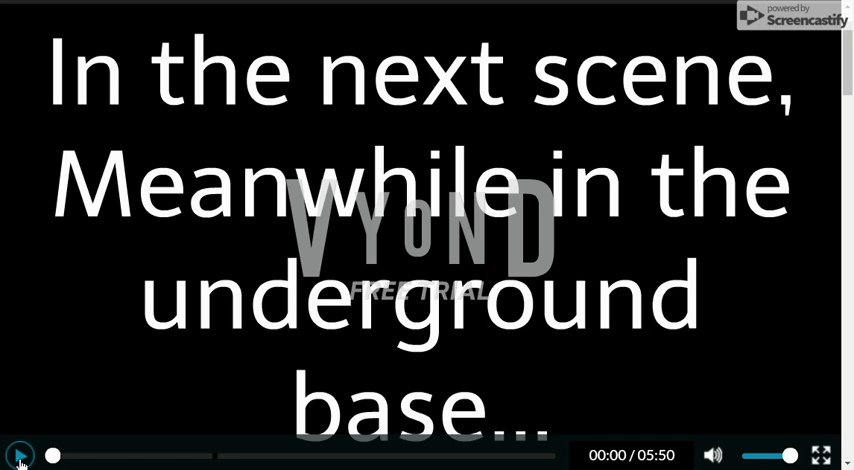 powered by
Screencastify
In the next scene,
Meanwhile in the
VYOND
underground
FREE TRIAL
base...
00:00 / 05:50